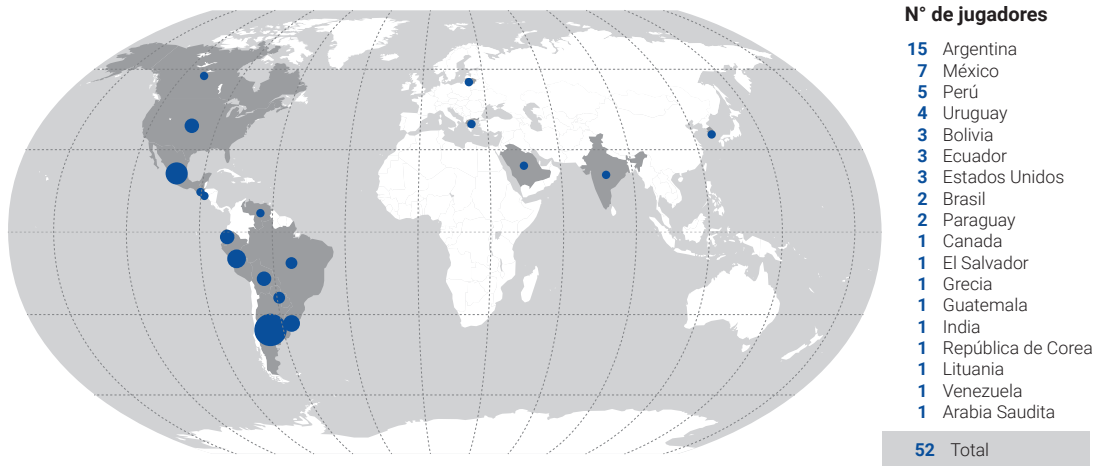 N° de jugadores
15 Argentina
7 México
5 Perú
4 Uruguay
3 Bolivia
3 Ecuador
3 Estados Unidos
2 Brasil
2 Paraguay
1 Canada
1 El Salvador
1 Grecia
1 Guatemala
1 India
1 República de Corea
1 Lituania
1 Venezuela
1 Arabia Saudita
52 Total